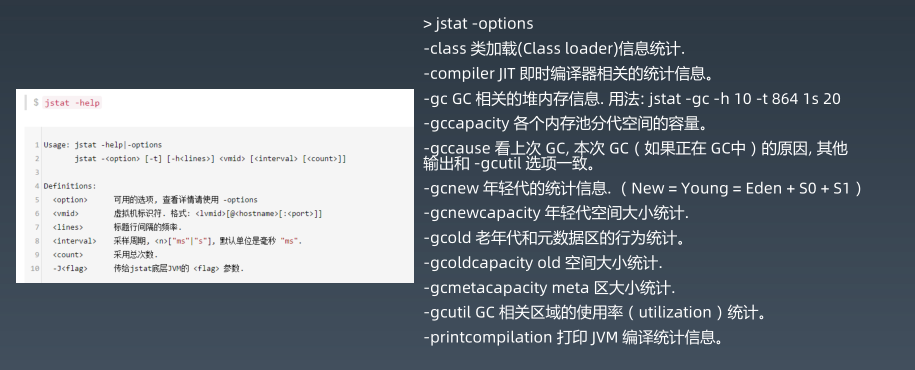 $ jstat -help
1 Usage: jstat -help|-options
2 jstat -<option> [-t] [-h<lines>] <vmid> [<interval> [<count>]]
3
4 Definitions:
5 <option> 可用的选项, 查看详情请使用 -options
6 <vmid> 虚拟机标识符. 格式: <lvmid>[@<hostname>[:<port>]]
7 <lines> 标题行间隔的频率.
8 <interval> 采样周期, <n>["ms"|"s"], 默认单位是毫秒 "ms".
9 <count> 采用总次数.
10 -J<flag> 传给jstat底层JVM的 <flag> 参数.
> jstat -options
-class 类加载(Class loader)信息统计.
-compiler JIT 即时编译器相关的统计信息。
-gc GC 相关的堆内存信息. 用法: jstat -gc -h 10 -t 864 1s 20
-gccapacity 各个内存池分代空间的容量。
-gccause 看上次 GC, 本次 GC（如果正在 GC中）的原因, 其他
输出和 -gcutil 选项一致。
-gcnew 年轻代的统计信息. （New = Young = Eden + S0 + S1）
-gcnewcapacity 年轻代空间大小统计.
-gcold 老年代和元数据区的行为统计。
-gcoldcapacity old 空间大小统计.
-gcmetacapacity meta 区大小统计.
-gcutil GC 相关区域的使用率（utilization）统计。
-printcompilation 打印 JVM 编译统计信息。